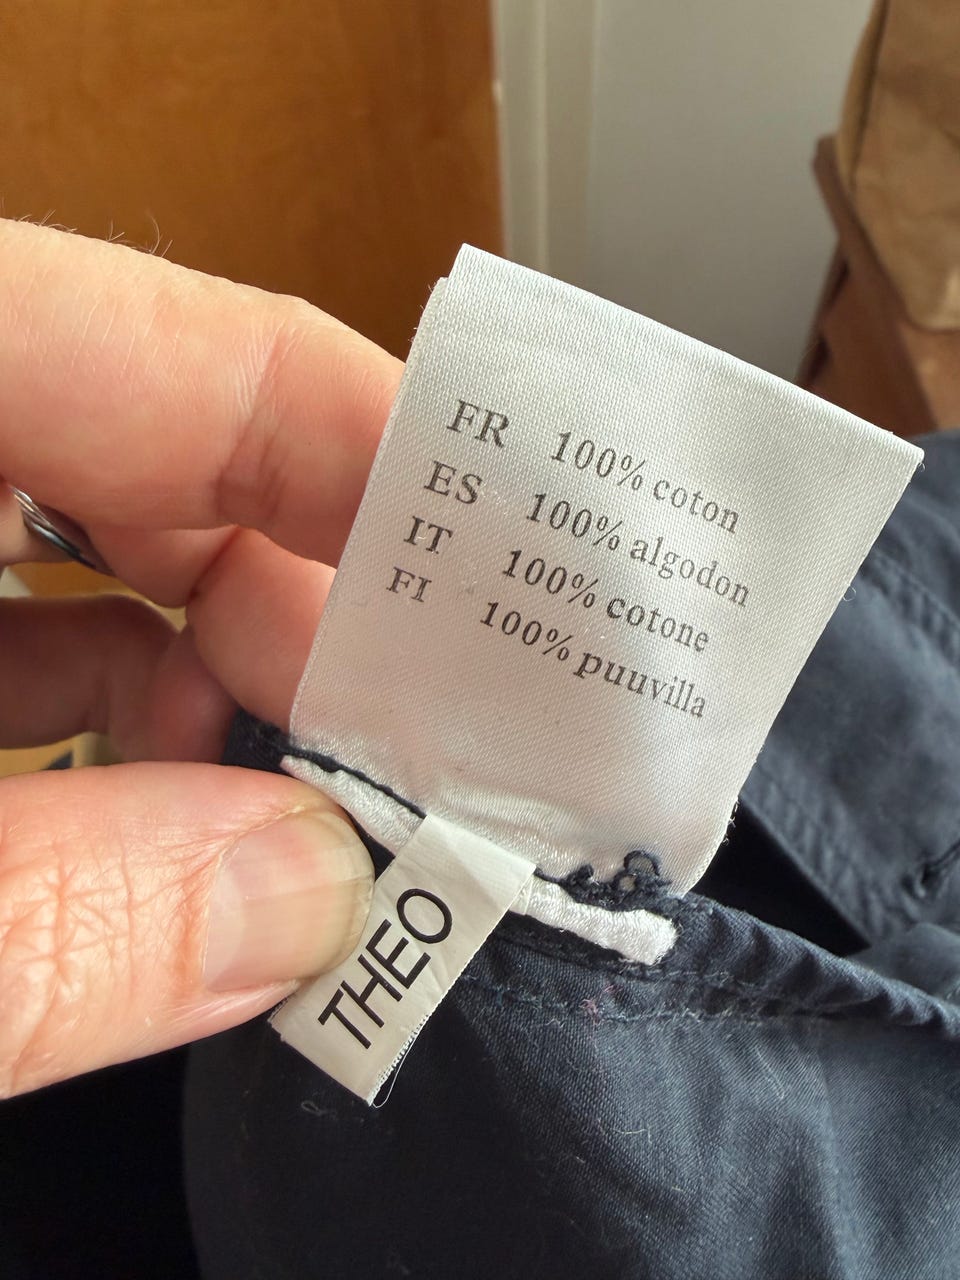 FR 100% coton
ES 100% algodon
IT 100% cotone
FI 100% puuvilla
THEO